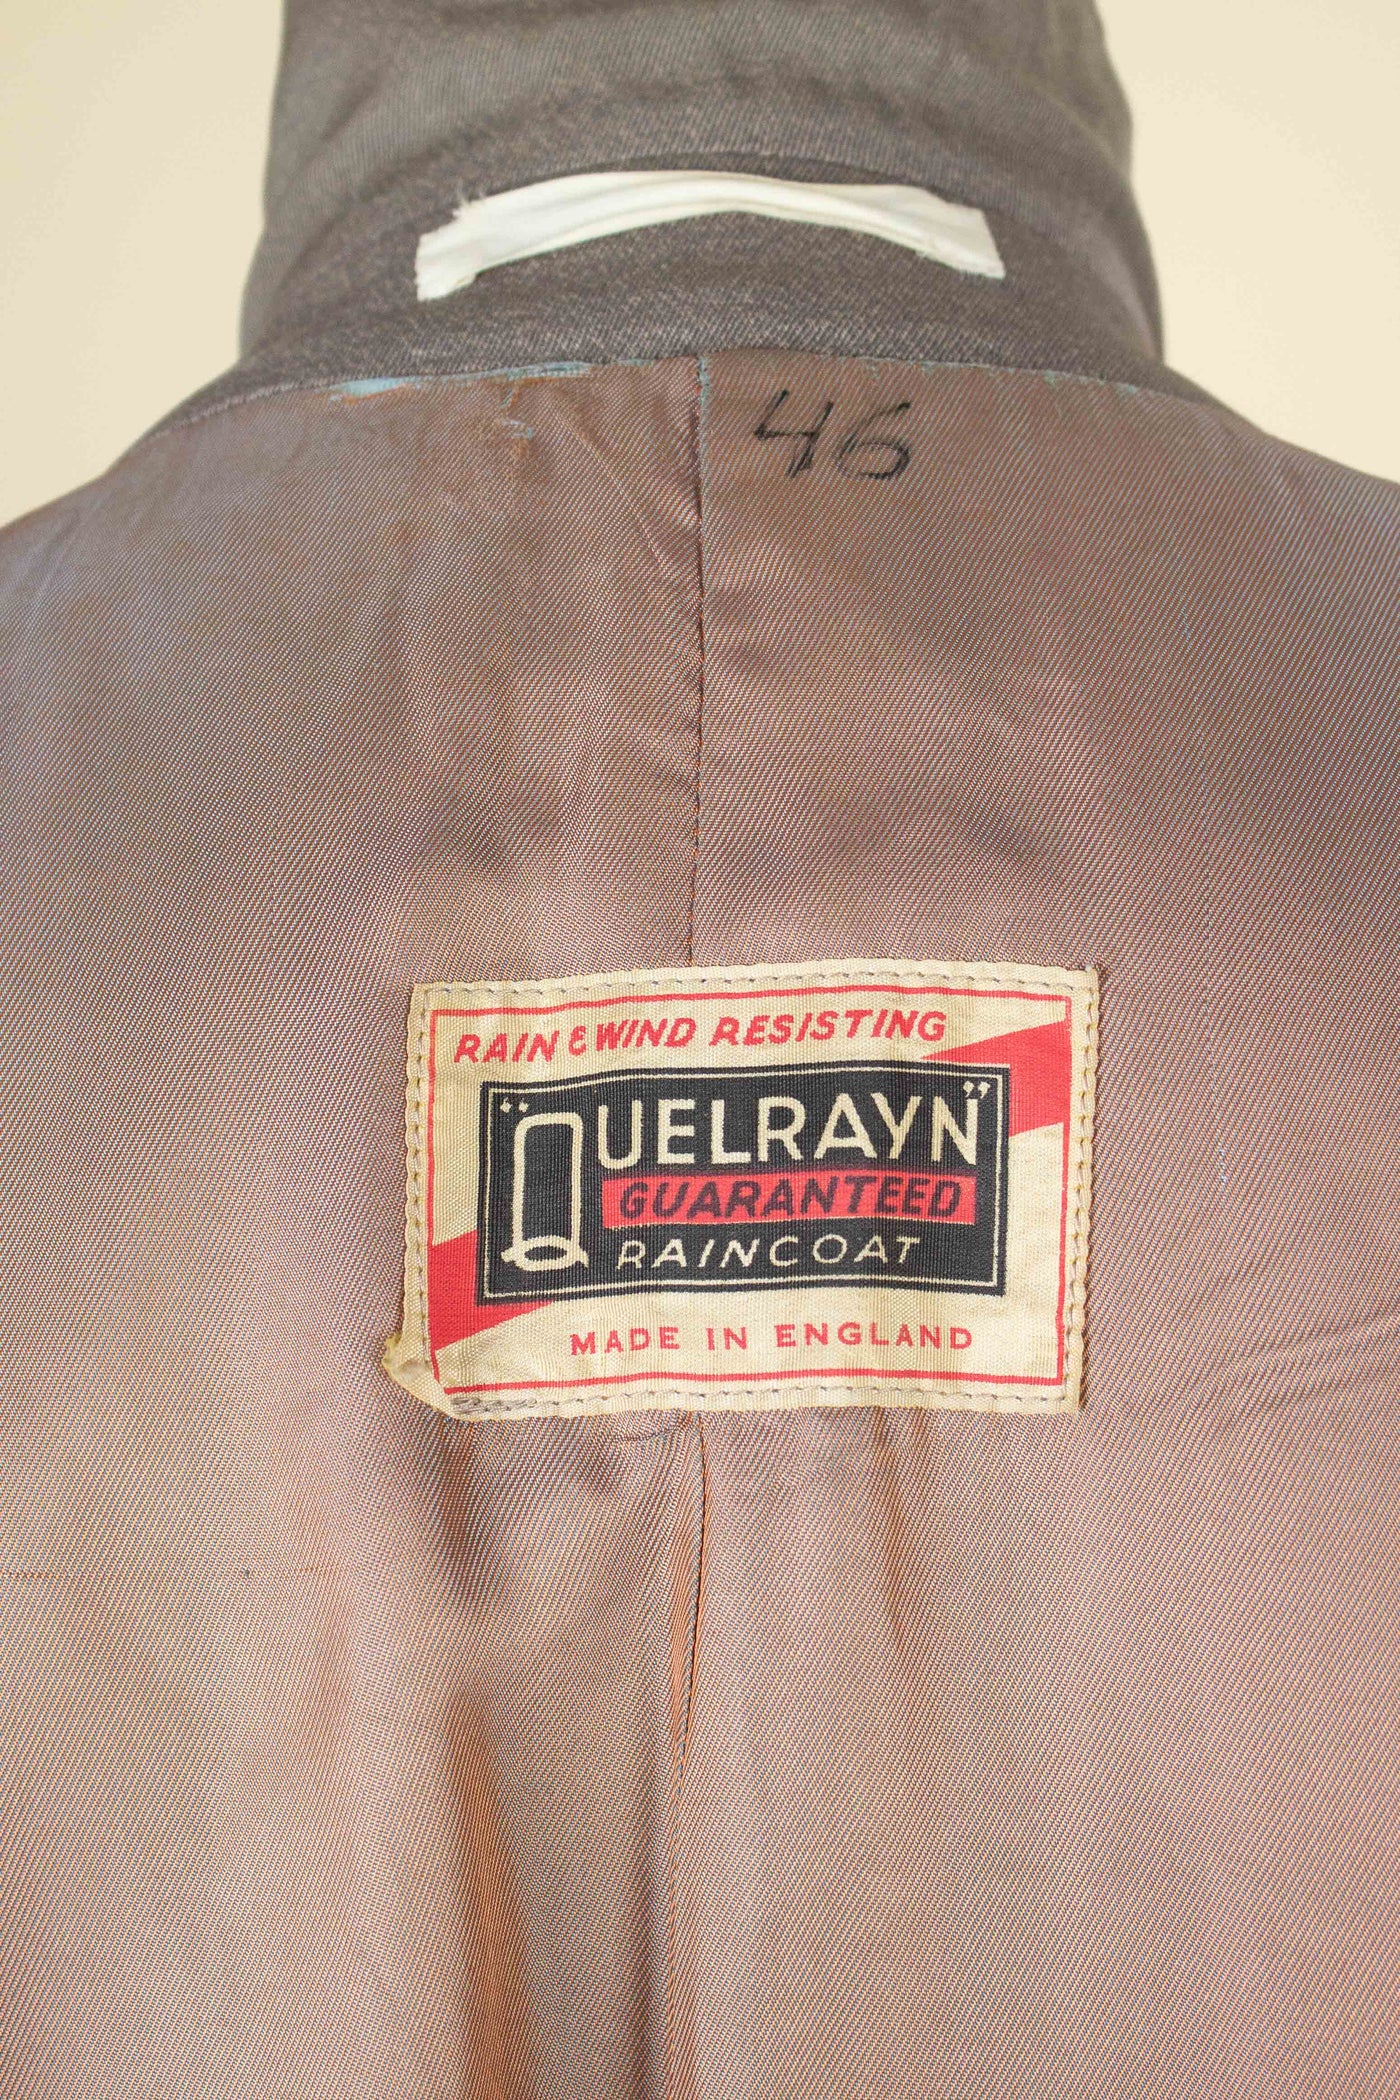 46
RAIN & WIND RESISTING
"QUELRAYN"
GUARANTEED
RAINCOAT
MADE IN ENGLAND